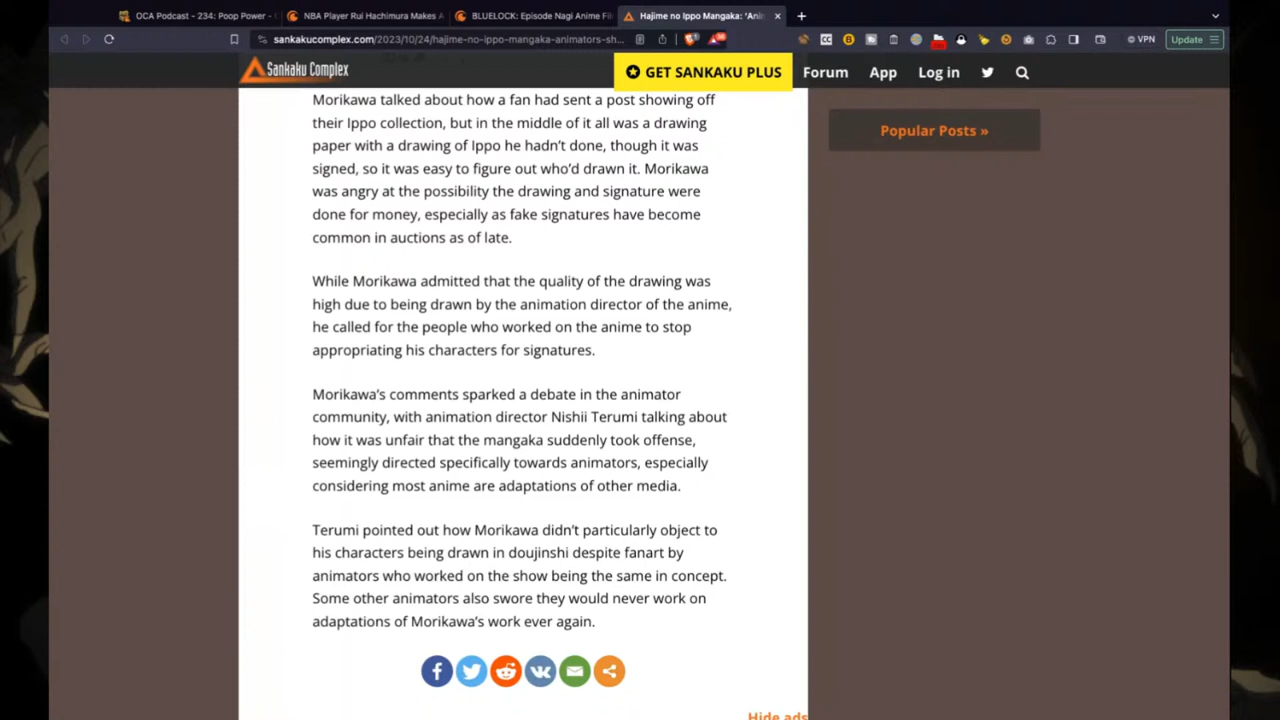 OCA Podcast - 234: Poop Power -
NBA Player Rui Hachimura Makes A
BLUELOCK: Episode Nagi Anime Fil
Hajime no Ippo Mangaka: 'Anim
sankakucomplex.com/2023/10/24/hajime-no-ippo-mangaka-animators-sh...
VPN
Update
Sankaku Complex
GET SANKAKU PLUS
Forum
App
Log in
Morikawa talked about how a fan had sent a post showing off
their Ippo collection, but in the middle of it all was a drawing
paper with a drawing of Ippo he hadn't done, though it was
signed, so it was easy to figure out who'd drawn it. Morikawa
was angry at the possibility the drawing and signature were
done for money, especially as fake signatures have become
common in auctions as of late.
While Morikawa admitted that the quality of the drawing was
high due to being drawn by the animation director of the anime,
he called for the people who worked on the anime to stop
appropriating his characters for signatures.
Morikawa's comments sparked a debate in the animator
community, with animation director Nishii Terumi talking about
how it was unfair that the mangaka suddenly took offense,
seemingly directed specifically towards animators, especially
considering most anime are adaptations of other media.
Terumi pointed out how Morikawa didn't particularly object to
his characters being drawn in doujinshi despite fanart by
animators who worked on the show being the same in concept.
Some other animators also swore they would never work on
adaptations of Morikawa's work ever again.
Popular Posts »
Hide ads